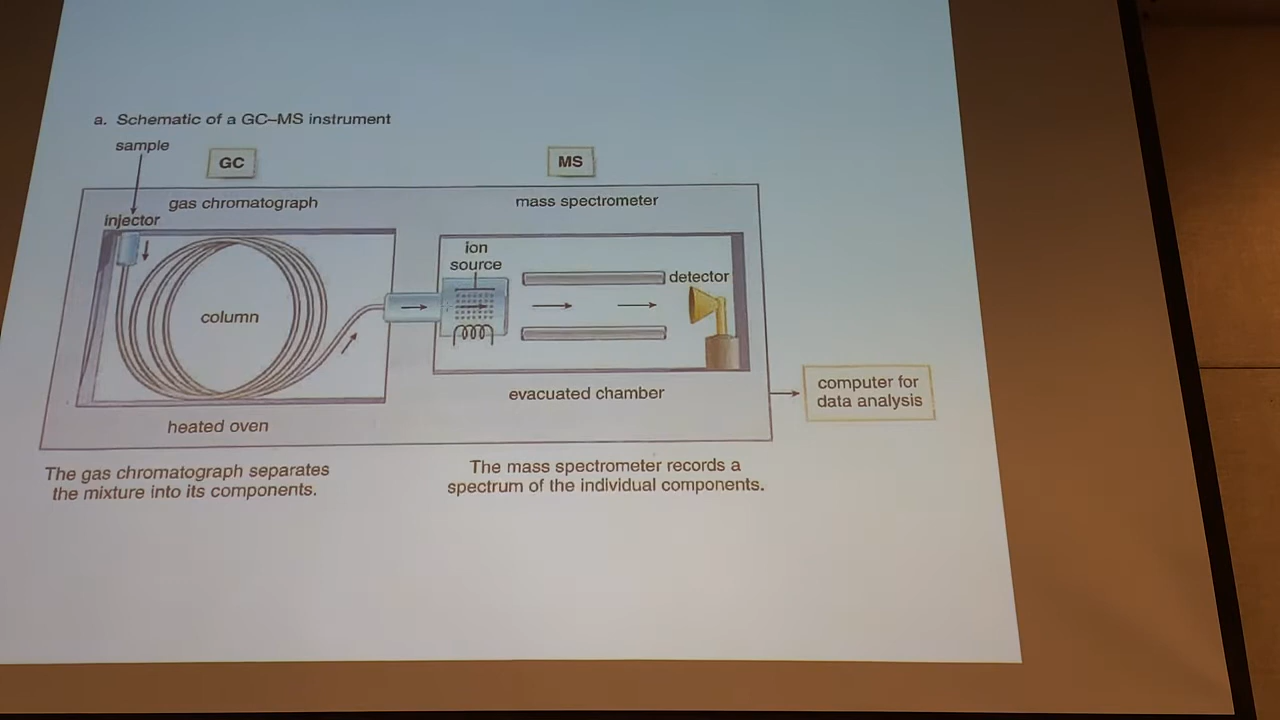 a. Schematic of a GC–MS instrument
sample
GC
MS
gas chromatograph
mass spectrometer
injector
ion
source
detector
column
evacuated chamber
heated oven
computer for
data analysis
The gas chromatograph separates
the mixture into its components.
The mass spectrometer records a
spectrum of the individual components.